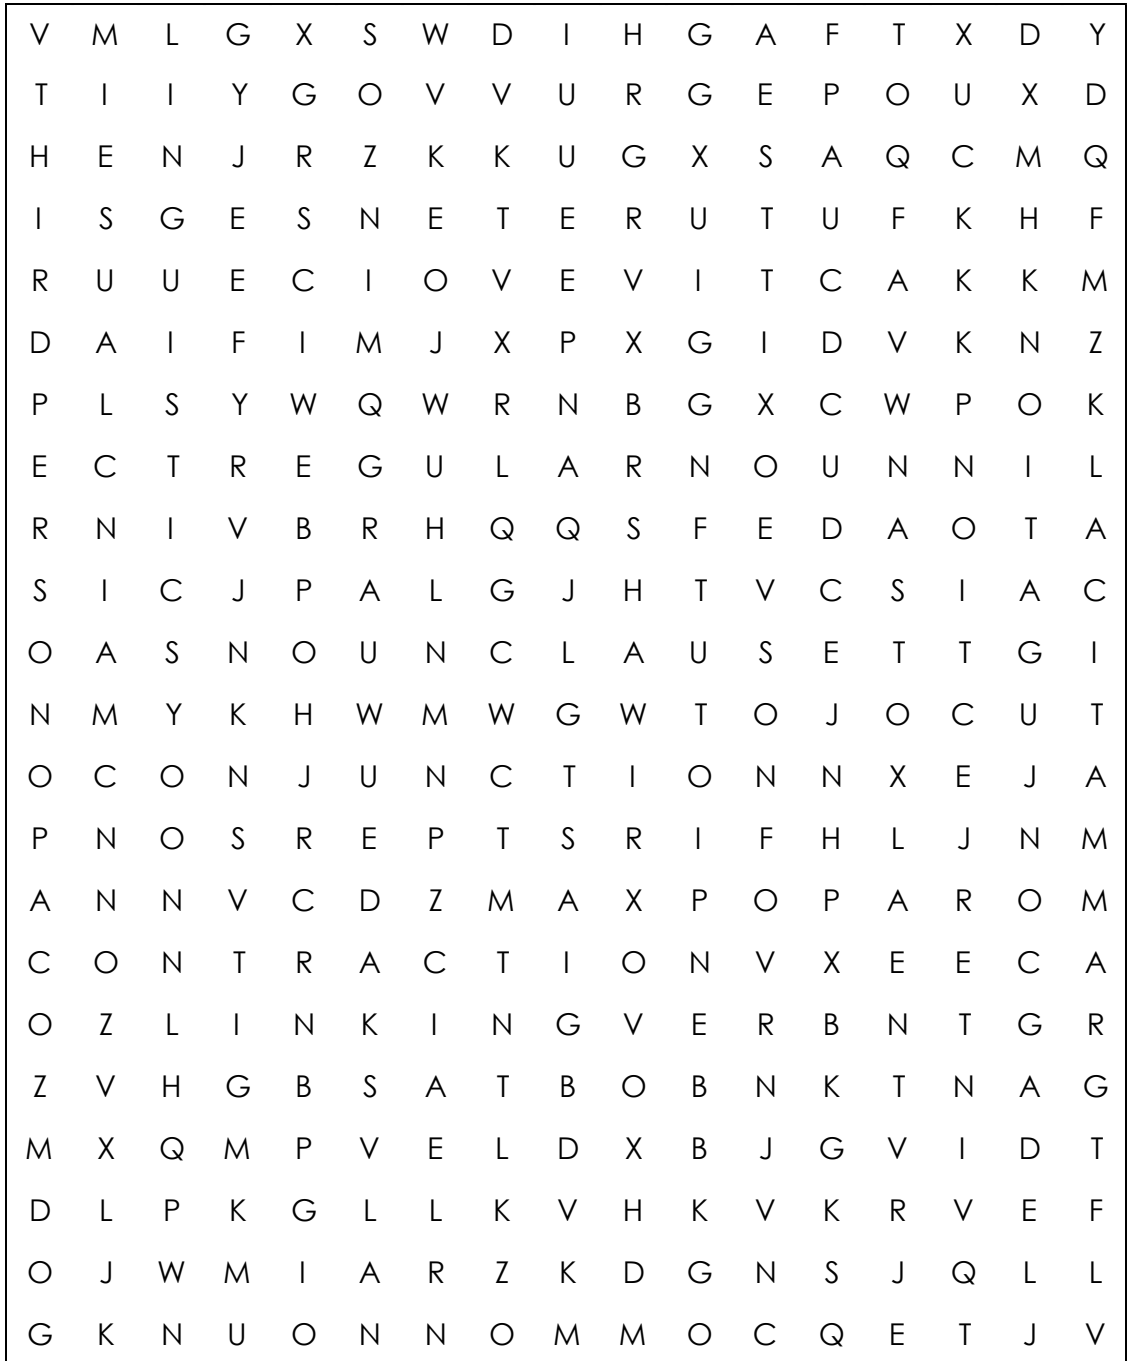 V M L G X S W D I H G A F T X D Y
T I I Y G O V V U R G E P O U X D
H E N J R Z K K U G X S A Q C M Q
I S G E S N E T E R U T U F K H F
R U U E C I O V E V I T C A K K M
D A I F I M J X P X G I D V K N Z
P L S Y W Q W R N B G X C W P O K
E C T R E G U L A R N O U N N I L
R N I V B R H Q Q S F E D A O T A
S I C J P A L G J H T V C S I A C
O A S N O U N C L A U S E T T G I
N M Y K H W M W G W T O J O C U T
O C O N J U N C T I O N N X E J A
P N O S R E P T S R I F H L J N M
A N N V C D Z M A X P O P A R O M
C O N T R A C T I O N V X E E C A
O Z L I N K I N G V E R B N T G R
Z V H G B S A T B O B N K T N A G
M X Q M P V E L D X B J G V I D T
D L P K G L L K V H K V K R V E F
O J W M I A R Z K D G N S J Q L L
G K N U O N N O M M O C Q E T J V